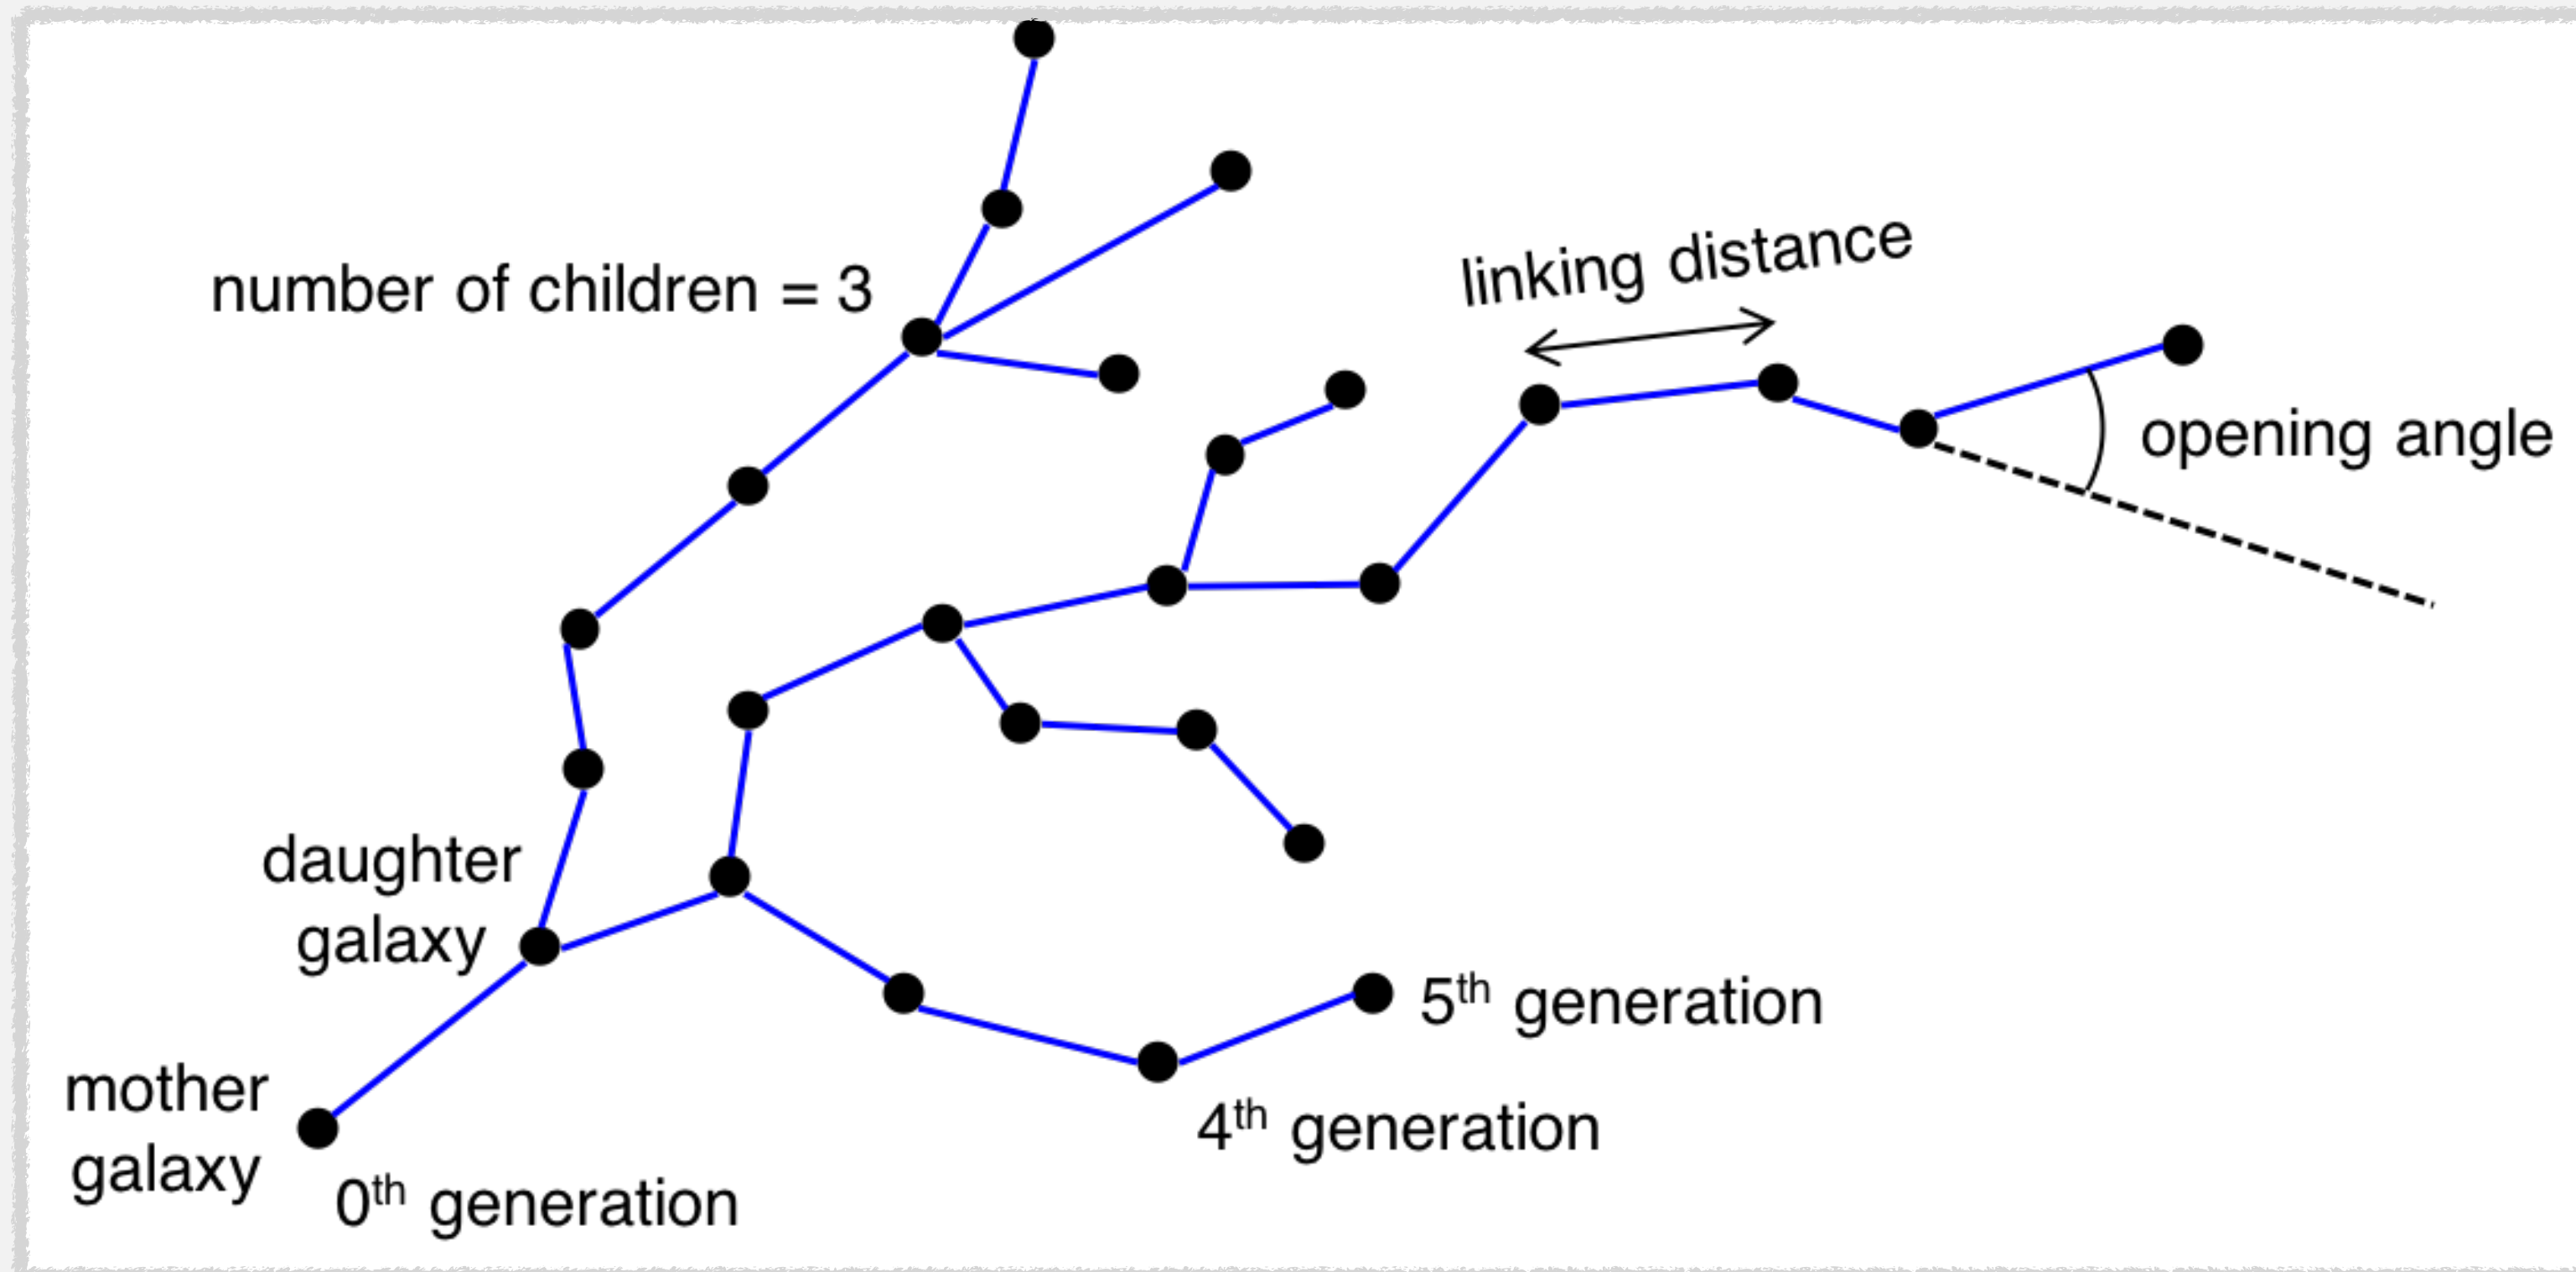 number of children = 3
linking distance
opening angle
daughter
galaxy
5th generation
mother
galaxy
4th generation
0th generation